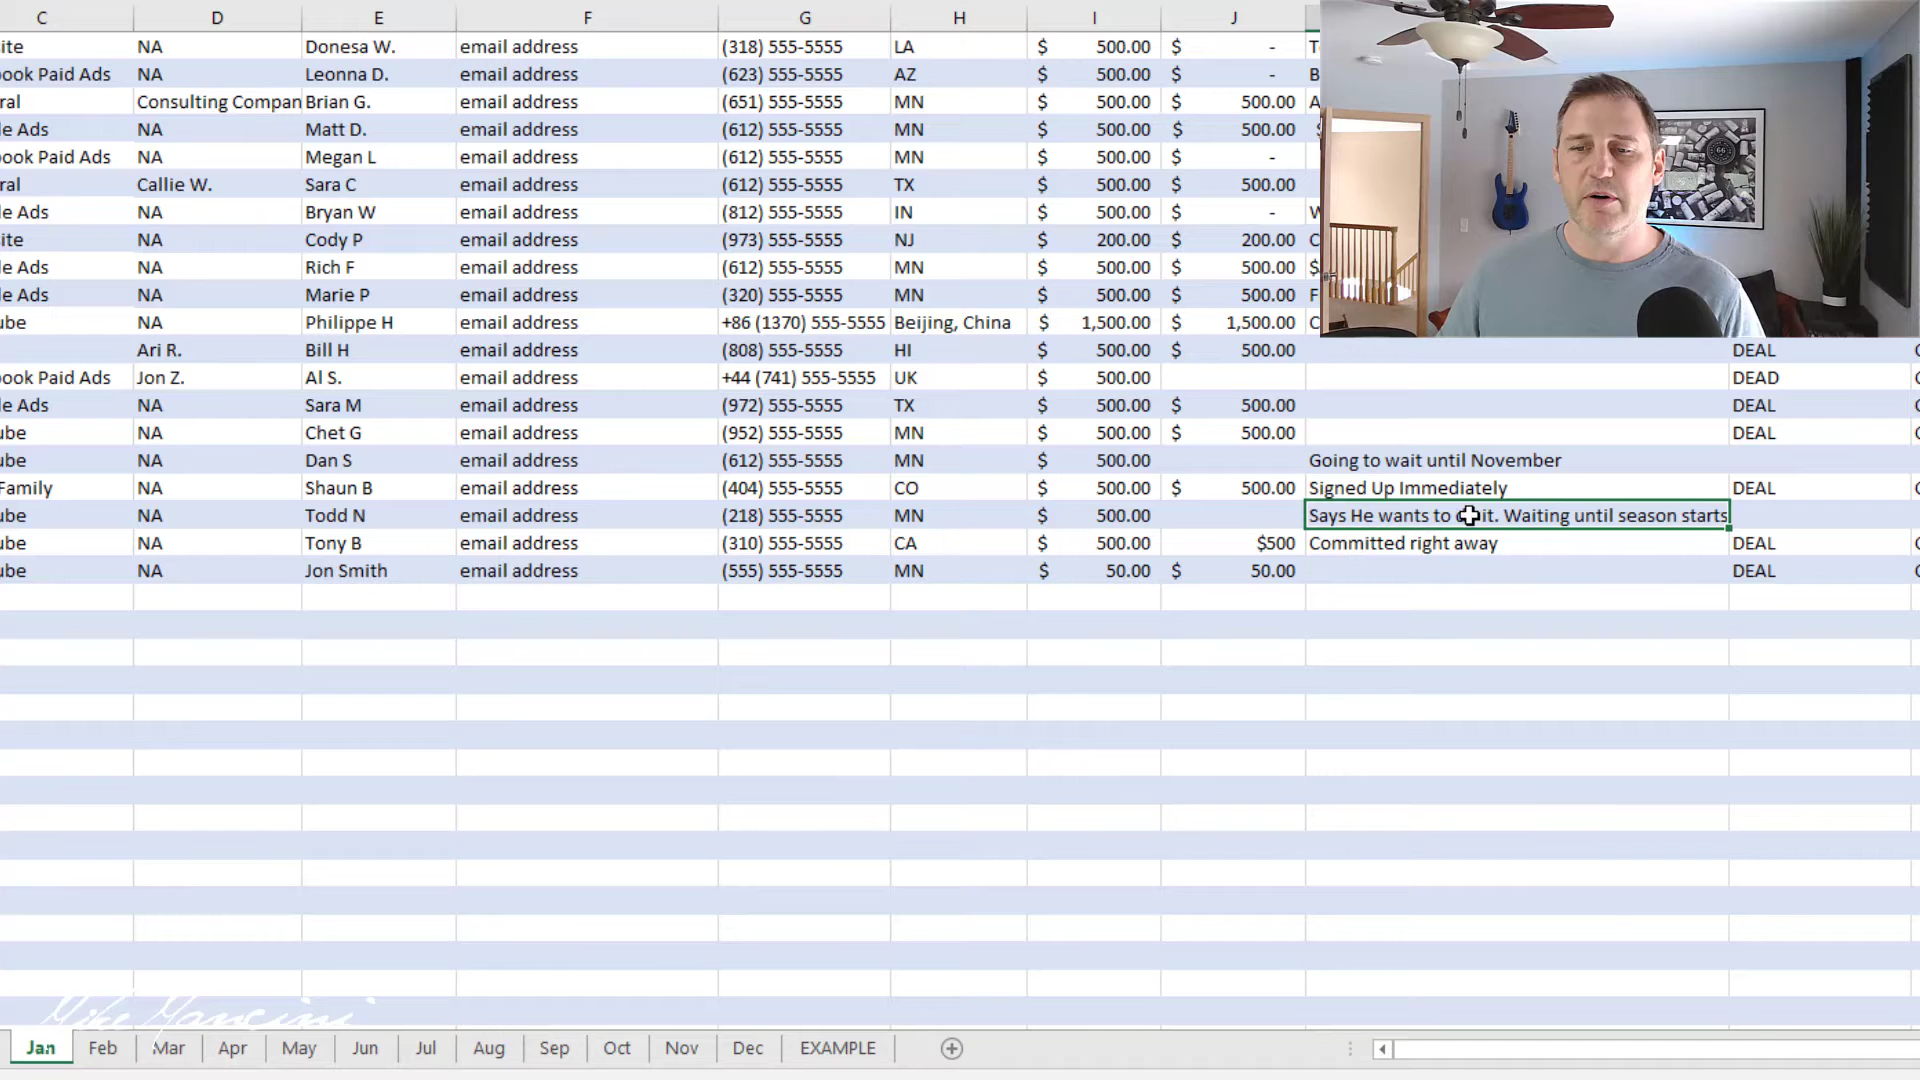 C D E F G H I J
ite NA Donesa W. email address (318) 555-5555 LA $ 500.00 $ - T
book Paid Ads NA Leonna D. email address (623) 555-5555 AZ $ 500.00 $ - B
ral Consulting Compan Brian G. email address (651) 555-5555 MN $ 500.00 $ 500.00 A
le Ads NA Matt D. email address (612) 555-5555 MN $ 500.00 $ 500.00 $
book Paid Ads NA Megan L email address (612) 555-5555 MN $ 500.00 $ -
ral Callie W. Sara C email address (612) 555-5555 TX $ 500.00 $ 500.00
le Ads NA Bryan W email address (812) 555-5555 IN $ 500.00 $ - W
ite NA Cody P email address (973) 555-5555 NJ $ 200.00 $ 200.00 C
le Ads NA Rich F email address (612) 555-5555 MN $ 500.00 $ 500.00 $
le Ads NA Marie P email address (320) 555-5555 MN $ 500.00 $ 500.00 F
ube NA Philippe H email address +86 (1370) 555-5555 Beijing, China $ 1,500.00 $ 1,500.00 C
Ari R. Bill H email address (808) 555-5555 HI $ 500.00 $ 500.00 DEAL
book Paid Ads Jon Z. Al S. email address +44 (741) 555-5555 UK $ 500.00 DEAD
le Ads NA Sara M email address (972) 555-5555 TX $ 500.00 $ 500.00 DEAL
ube NA Chet G email address (952) 555-5555 MN $ 500.00 $ 500.00 DEAL
ube NA Dan S email address (612) 555-5555 MN $ 500.00 Going to wait until November
Family NA Shaun B email address (404) 555-5555 CO $ 500.00 $ 500.00 Signed Up Immediately DEAL
ube NA Todd N email address (218) 555-5555 MN $ 500.00 Says He wants to it. Waiting until season starts
ube NA Tony B email address (310) 555-5555 CA $ 500.00 $500 Committed right away DEAL
ube NA Jon Smith email address (555) 555-5555 MN $ 50.00 $ 50.00 DEAL
Mike Mancini
Jan Feb Mar Apr May Jun Jul Aug Sep Oct Nov Dec EXAMPLE